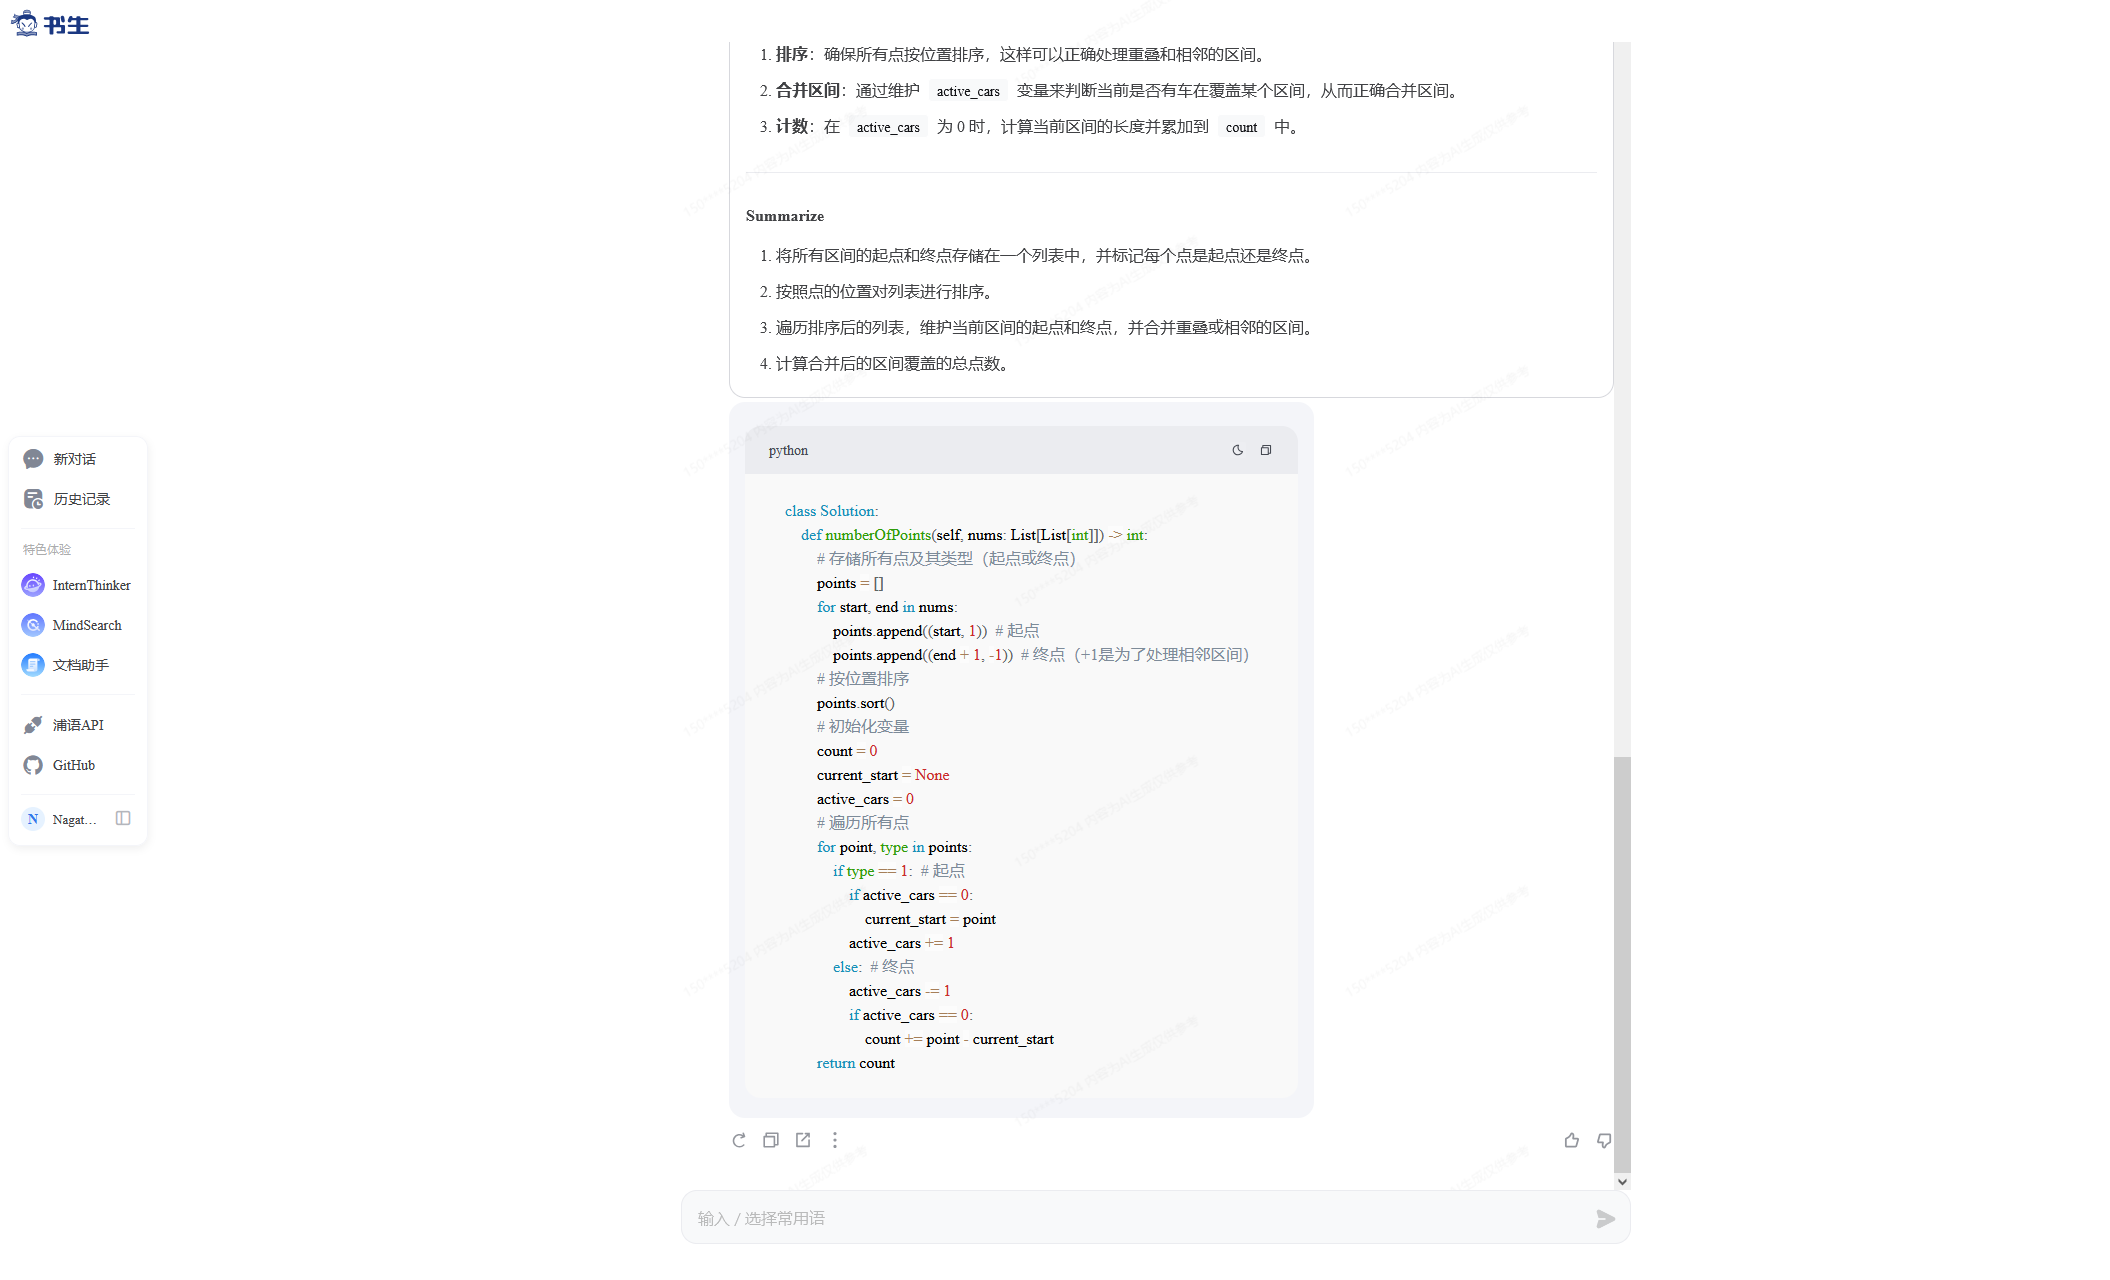 书生
1. 排序：确保所有点按位置排序，这样可以正确处理重叠和相邻的区间。
2. 合并区间：通过维护 active_cars 变量来判断当前是否有车在覆盖某个区间，从而正确合并区间。
3. 计数：在 active_cars 为 0 时，计算当前区间的长度并累加到 count 中。
Summarize
1. 将所有区间的起点和终点存储在一个列表中，并标记每个点是起点还是终点。
2. 按照点的位置对列表进行排序。
3. 遍历排序后的列表，维护当前区间的起点和终点，并合并重叠或相邻的区间。
4. 计算合并后的区间覆盖的总点数。
新对话
历史记录
特色体验
InternThinker
MindSearch
文档助手
浦语API
GitHub
N Nagat...
python
class Solution:
def numberOfPoints(self, nums: List[List[int]]) -> int:
# 存储所有点及其类型（起点或终点）
points = []
for start, end in nums:
points.append((start, 1)) # 起点
points.append((end + 1, -1)) # 终点（+1是为了处理相邻区间）
# 按位置排序
points.sort()
# 初始化变量
count = 0
current_start = None
active_cars = 0
# 遍历所有点
for point, type in points:
if type == 1: # 起点
if active_cars == 0:
current_start = point
active_cars += 1
else: # 终点
active_cars -= 1
if active_cars == 0:
count += point - current_start
return count
输入 / 选择常用语
150****5204 内容为AI生成仅供参考